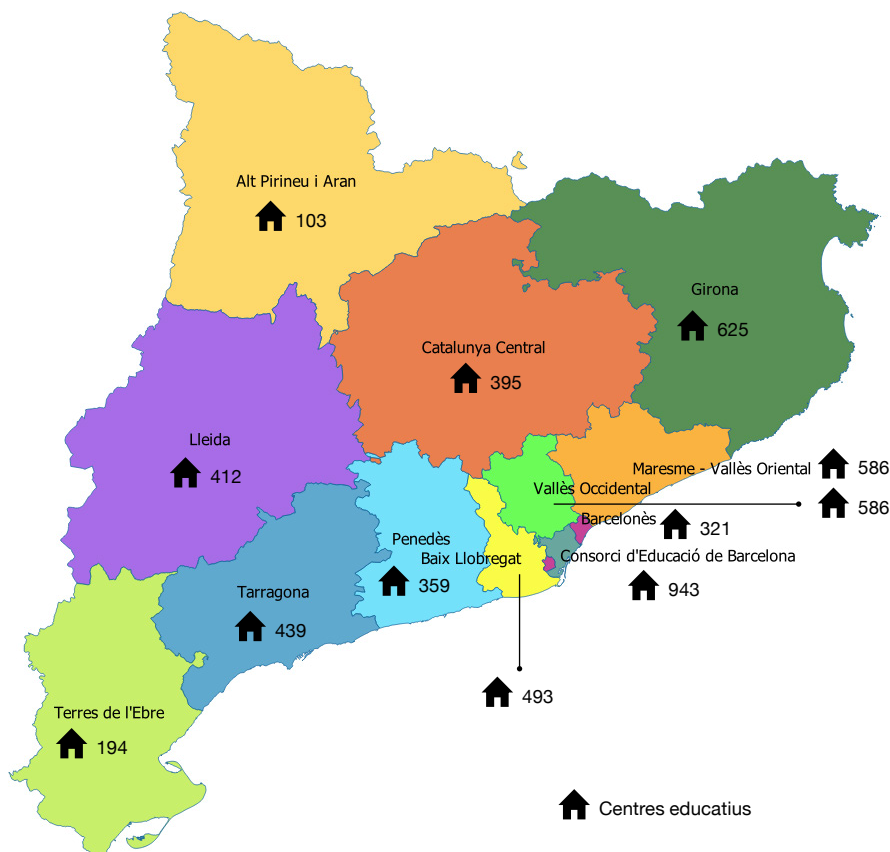 Alt Pirineu i Aran
103
Girona
625
Catalunya Central
395
Lleida
412
Maresme - Vallès Oriental 586
Vallès Occidental
586
Barcelonès
321
Penedès
359
Baix Llobregat
493
Consorci d'Educació de Barcelona
943
Tarragona
439
Terres de l'Ebre
194
Centres educatius